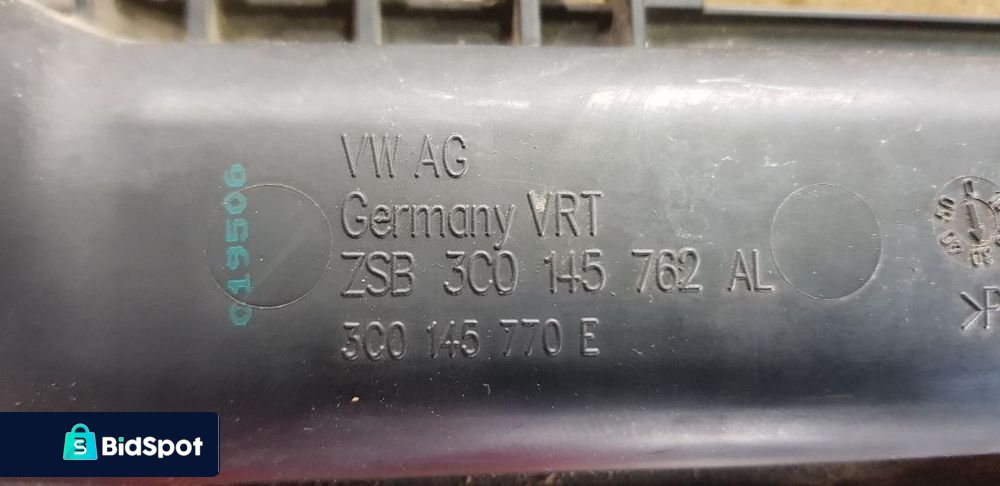 VW AG
Germany VRT
ZSB 3C0 145 762 AL
3C0 145 770 E
019506
BidSpot